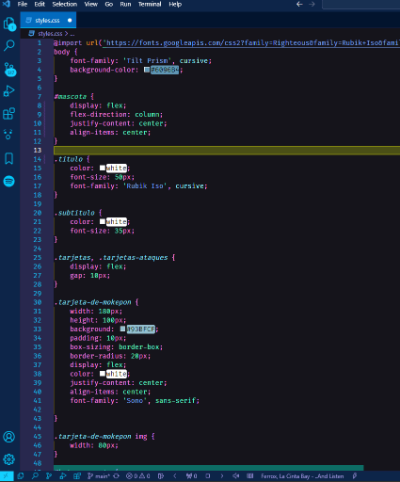 File Edit Selection View Go Run Terminal Help
styles.css
styles.css > ...
1 @import url('https://fonts.googleapis.com/css2?family=Righteous&family=Rubik+Iso&fami
2 body {
3 font-family: 'Tilt Prism', cursive;
4 background-color:
5 }
6
7 #mascota {
8 display: flex;
9 flex-direction: column;
10 justify-content: center;
11 align-items: center;
12 }
13
14 .titulo {
15 color: white;
16 font-size: 50px;
17 font-family: 'Rubik Iso', cursive;
18 }
19
20 .subtitulo {
21 color: white;
22 font-size: 35px;
23 }
24
25 .tarjetas, .tarjetas-ataques {
26 display: flex;
27 gap: 10px;
28 }
29
30 .tarjeta-de-mokepon {
31 width: 180px;
32 height: 100px;
33 background: #93BFCF;
34 padding: 10px;
35 box-sizing: border-box;
36 border-radius: 20px;
37 display: flex;
38 color: white;
39 justify-content: center;
40 align-items: center;
41 font-family: 'Somo', sans-serif;
42
43 }
44
45 .tarjeta-de-mokepon img {
46 width: 80px;
47 }
48
main*
0 0
0
Ferxxo, La Cinta Bay - ...And Listen